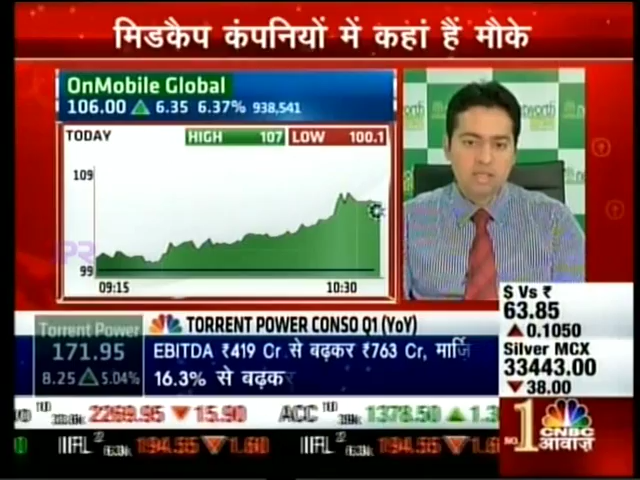 मिडकैप कंपनियों में कहां हैं मौके
OnMobile Global
106.00 ▲ 6.35 6.37% 938,541
TODAY HIGH 107 LOW 100.1
109
99
09:15 10:30
PR
$ Vs ₹
63.85
▲ 0.1050
Silver MCX
33443.00
▼ 38.00
Torrent Power
171.95
8.25 ▲ 5.04%
TORRENT POWER CONSO Q1 (YoY)
EBITDA ₹419 Cr से बढ़कर ₹763 Cr,
16.3% से बढ़कर
2269.95 ▼ 15.90 ACC 1378.50 ▲
IIFL 194.55 ▼ 1.60 IIFL 194.55 ▼
NO. 1 CNBC
आवाज़